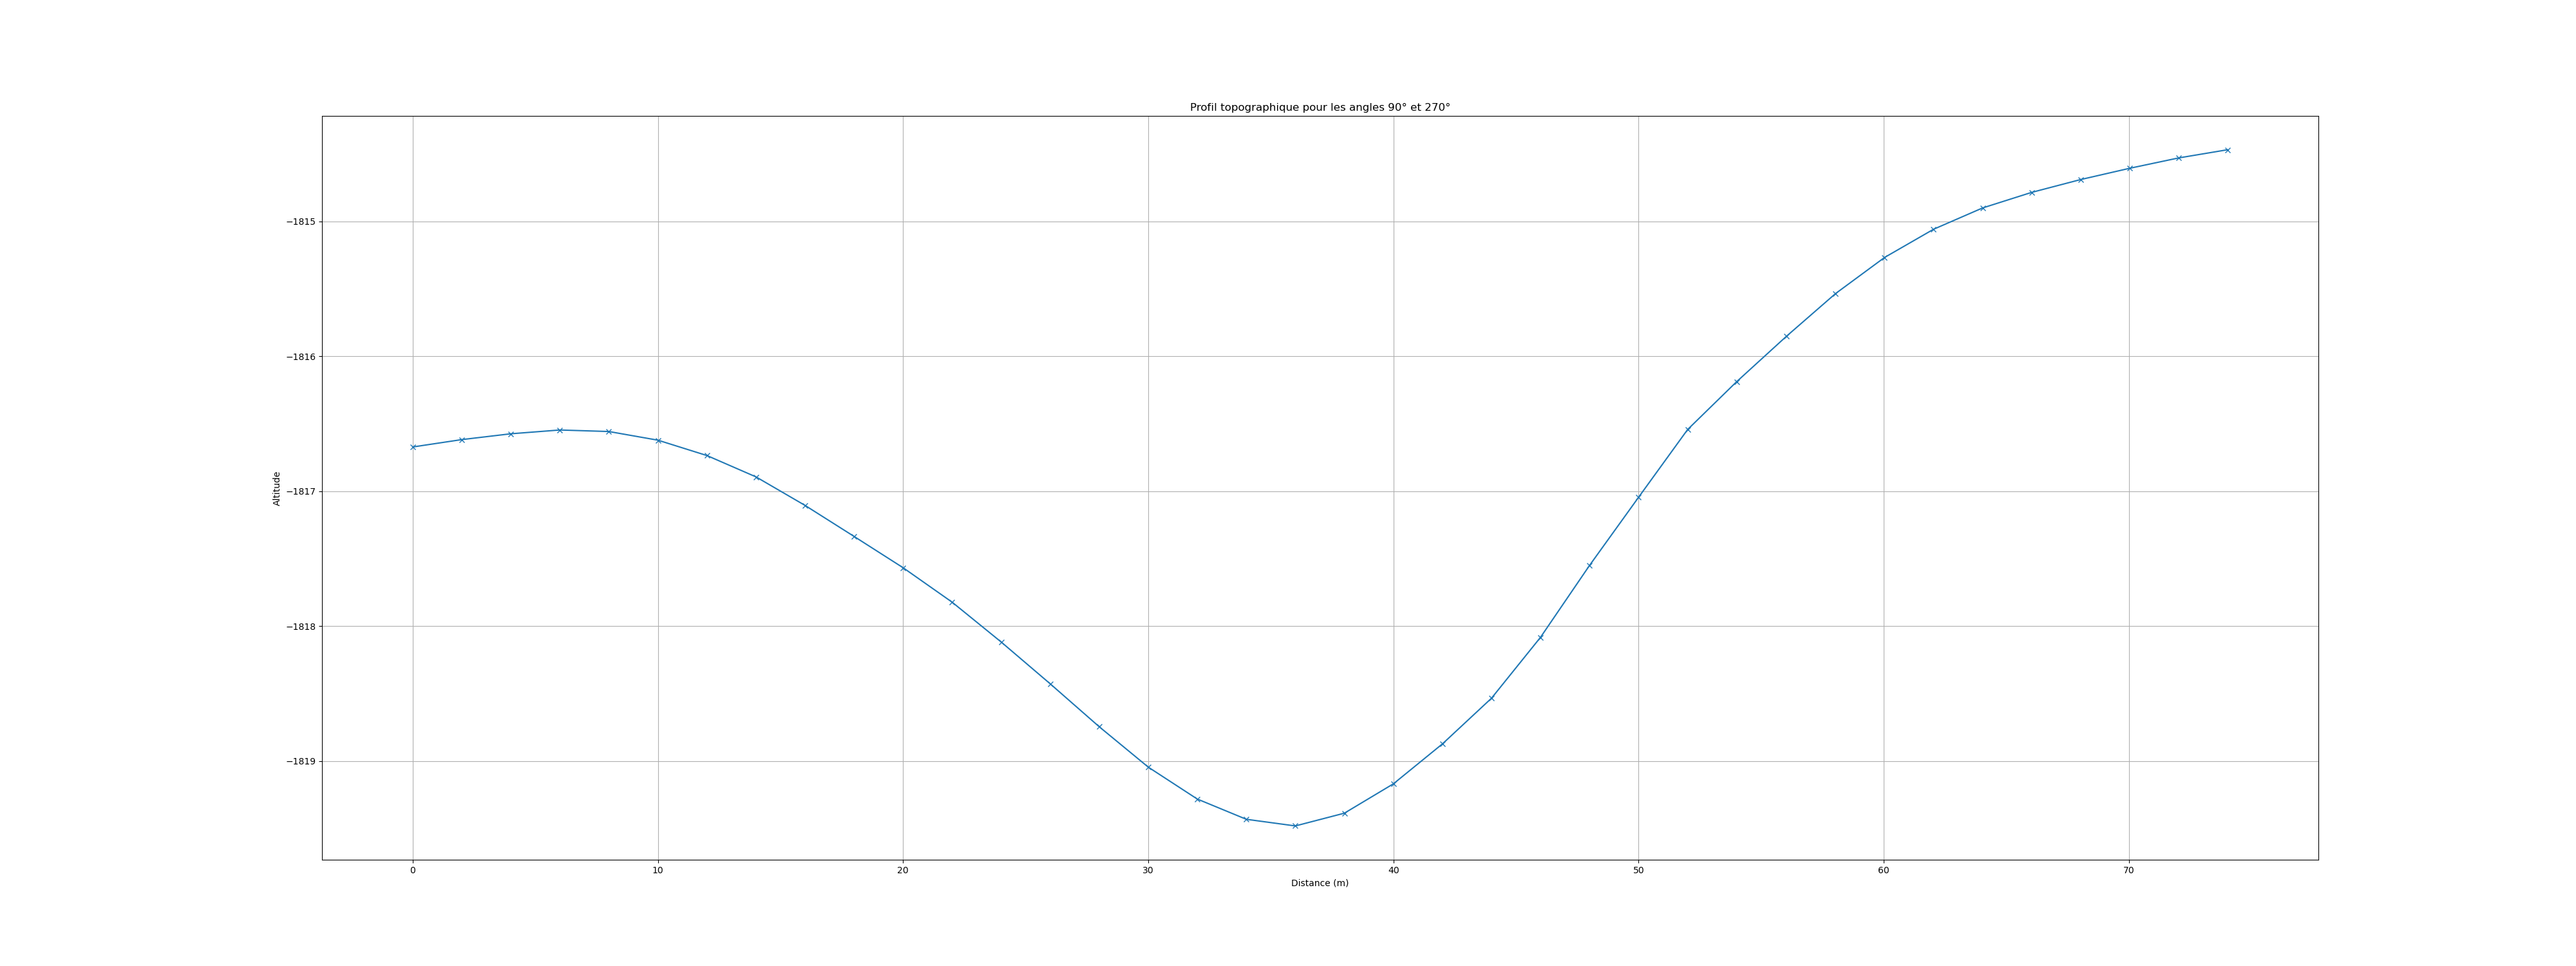 Profil topographique pour les angles 90° et 270°
Altitude
−1815
−1816
−1817
−1818
−1819
0 10 20 30 40 50 60 70
Distance (m)